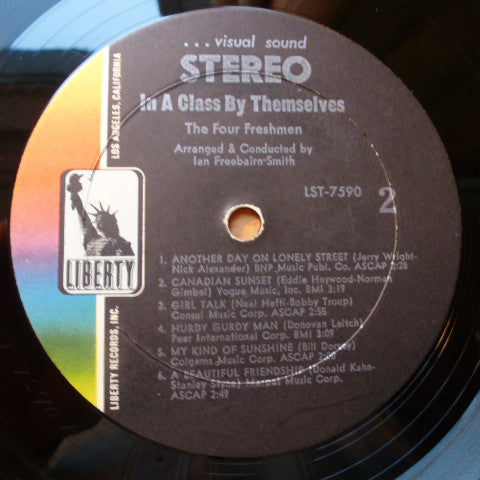 ...visual sound
STEREO
In A Class By Themselves
The Four Freshmen
Arranged & Conducted by
Ian Freebairn-Smith
LST-7590
2
1. ANOTHER DAY ON LONELY STREET (Jerry Wright-
Nick Alexander) BNP Music Publ. Co. ASCAP 2:28
2. CANADIAN SUNSET (Eddie Heywood-Norman
Gimbel) Vogue Music, Inc. BMI 3:19
3. GIRL TALK (Neal Hefti-Bobby Troup)
Consul Music Corp. ASCAP 2:55
4. HURDY GURDY MAN (Donovan Leitch)
Peer International Corp. BMI 3:09
5. MY KIND OF SUNSHINE (Bill Dorsey)
Colgems Music Corp. ASCAP
6. A BEAUTIFUL FRIENDSHIP (Donald Kahn-
Stanley Styne) Music Corp.
ASCAP 2:49
LIBERTY
LOS ANGELES, CALIFORNIA
LIBERTY RECORDS, INC.